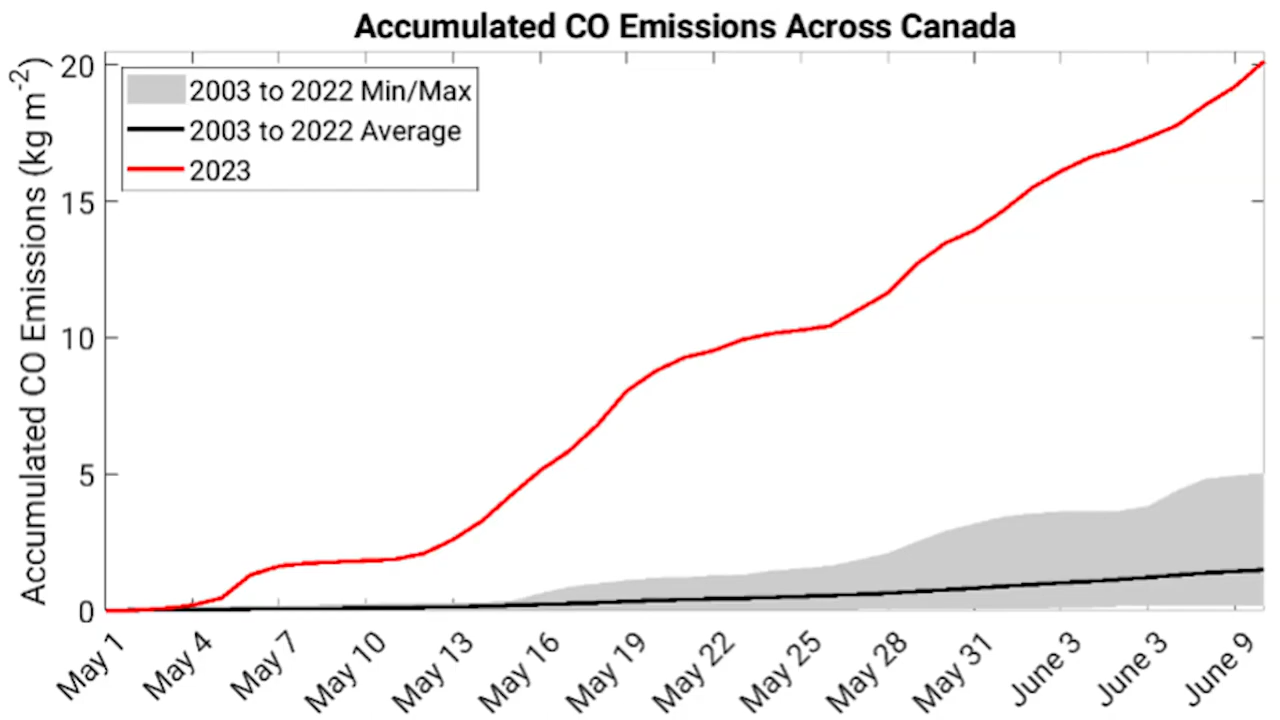 Accumulated CO Emissions Across Canada
Accumulated CO Emissions (kg m⁻²)
20
15
10
5
0
2003 to 2022 Min/Max
2003 to 2022 Average
2023
May 1
May 4
May 7
May 10
May 13
May 16
May 19
May 22
May 25
May 28
May 31
June 3
June 3
June 9